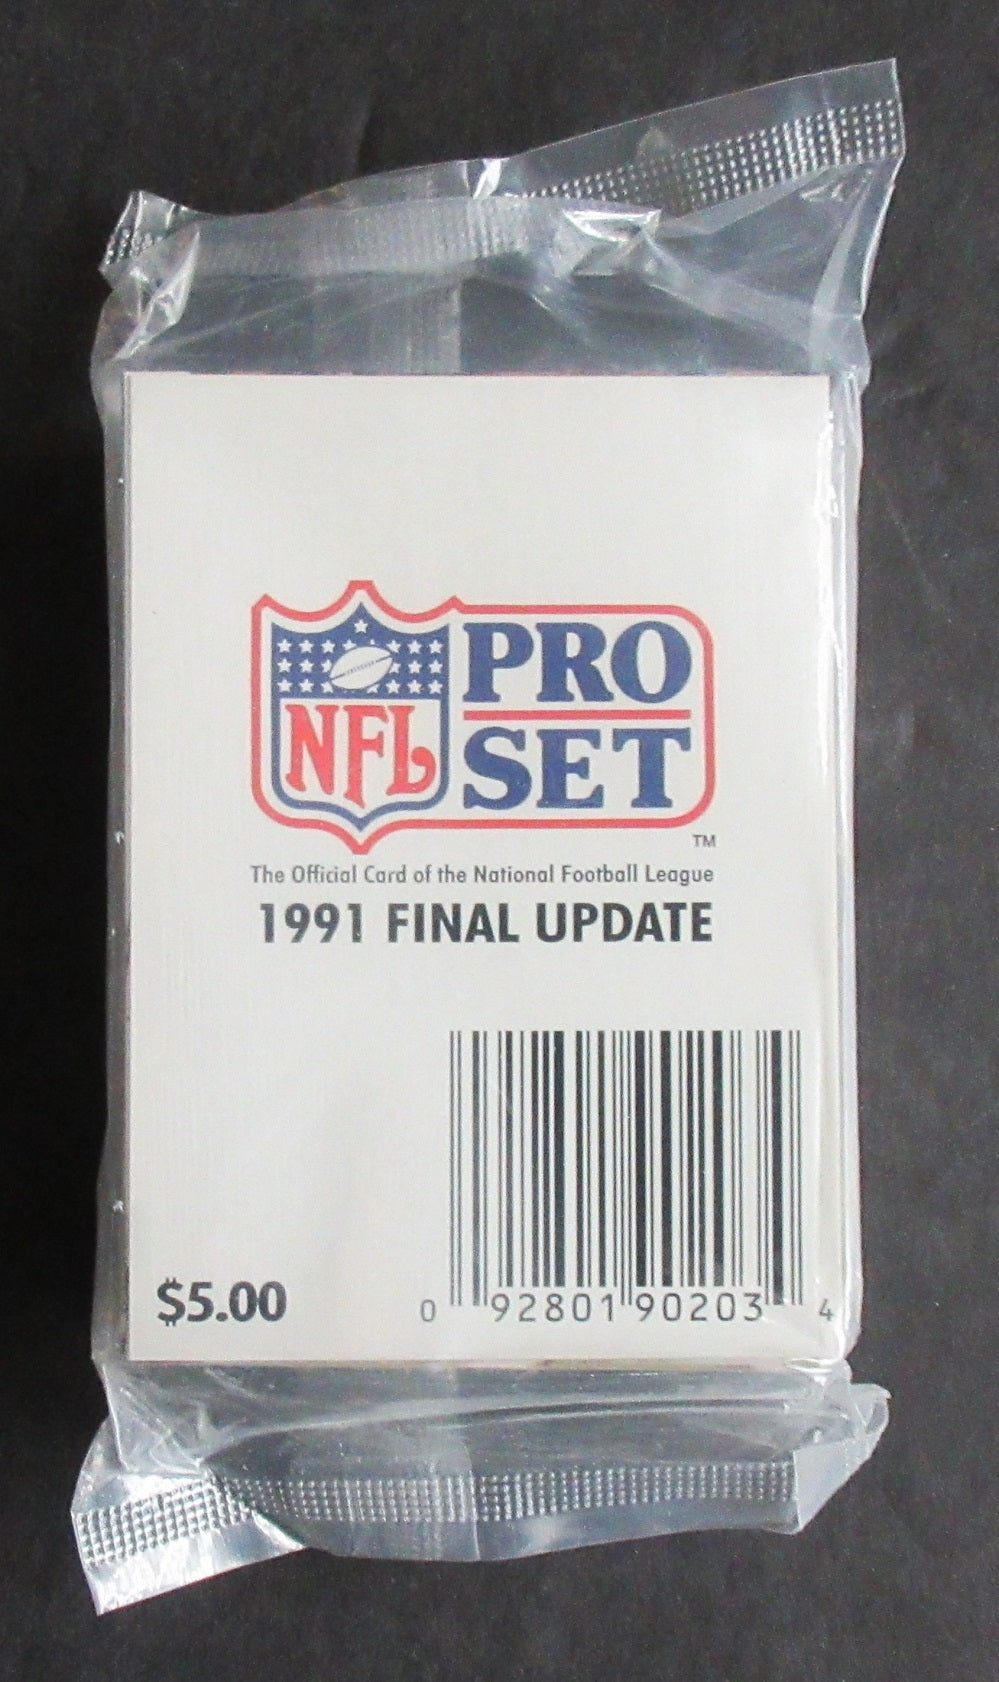 NFL
PRO
SET
TM
The Official Card of the National Football League
1991 FINAL UPDATE
$5.00
0 92801 90203 4